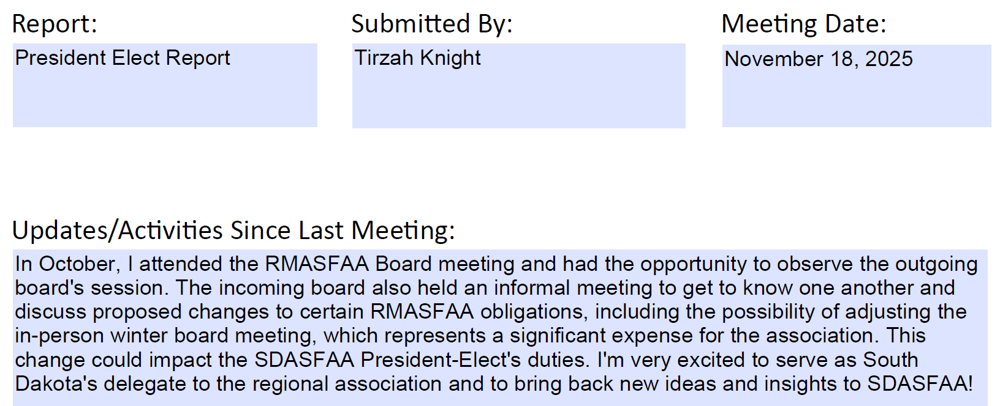 Report:
Submitted By:
Meeting Date:
President Elect Report
Tirzah Knight
November 18, 2025
Updates/Activities Since Last Meeting:
In October, I attended the RMASFAA Board meeting and had the opportunity to observe the outgoing
board's session. The incoming board also held an informal meeting to get to know one another and
discuss proposed changes to certain RMASFAA obligations, including the possibility of adjusting the
in-person winter board meeting, which represents a significant expense for the association. This
change could impact the SDASFAA President-Elect's duties. I'm very excited to serve as South
Dakota's delegate to the regional association and to bring back new ideas and insights to SDASFAA!